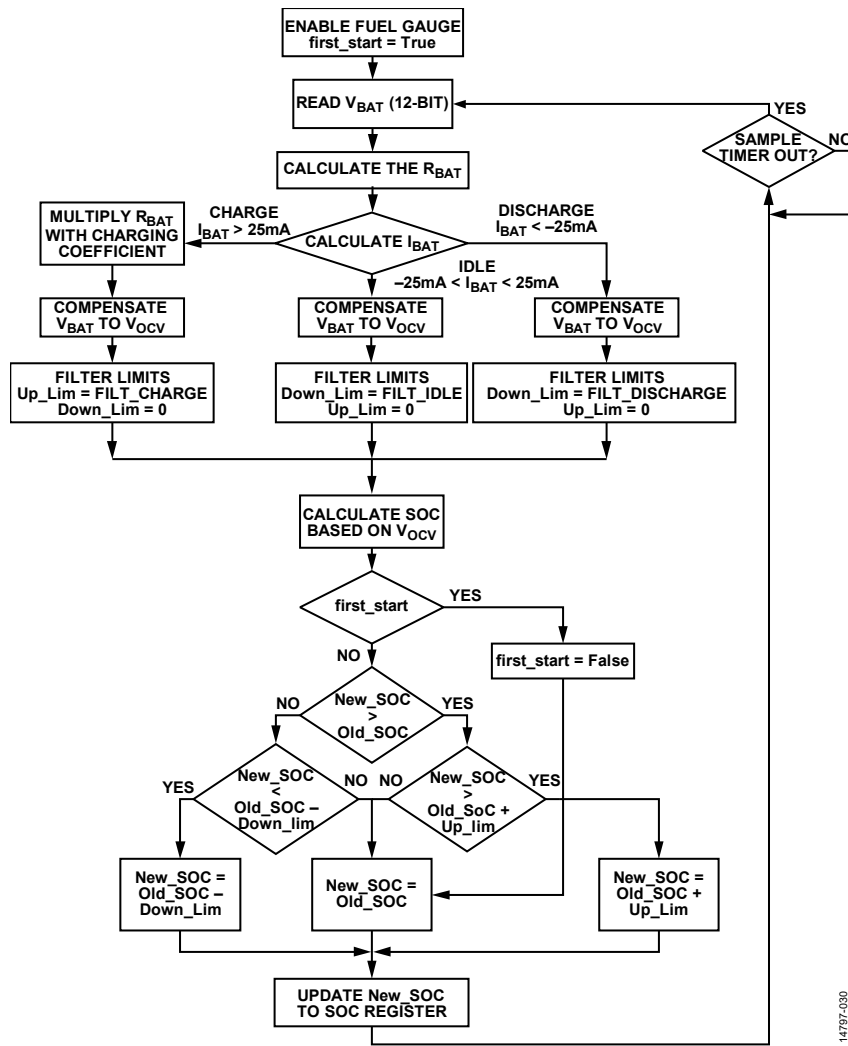 ENABLE FUEL GAUGE
first_start = True
READ VBAT (12-BIT)
YES
SAMPLE
TIMER OUT?
NO
CALCULATE THE RBAT
MULTIPLY RBAT
WITH CHARGING
COEFFICIENT
CHARGE
IBAT > 25mA
CALCULATE IBAT
DISCHARGE
IBAT < –25mA
IDLE
–25mA < IBAT < 25mA
COMPENSATE
VBAT TO VOCV
COMPENSATE
VBAT TO VOCV
COMPENSATE
VBAT TO VOCV
FILTER LIMITS
Up_Lim = FILT_CHARGE
Down_Lim = 0
FILTER LIMITS
Down_Lim = FILT_IDLE
Up_Lim = 0
FILTER LIMITS
Down_Lim = FILT_DISCHARGE
Up_Lim = 0
CALCULATE SOC
BASED ON VOCV
first_start
YES
NO
first_start = False
New_SOC
>
Old_SOC
NO
YES
YES
New_SOC
<
Old_SOC –
Down_lim
NO
NO
New_SOC
>
Old_SoC +
Up_lim
YES
New_SOC =
Old_SOC –
Down_Lim
New_SOC =
Old_SOC
New_SOC =
Old_SOC +
Up_Lim
UPDATE New_SOC
TO SOC REGISTER
14797-030